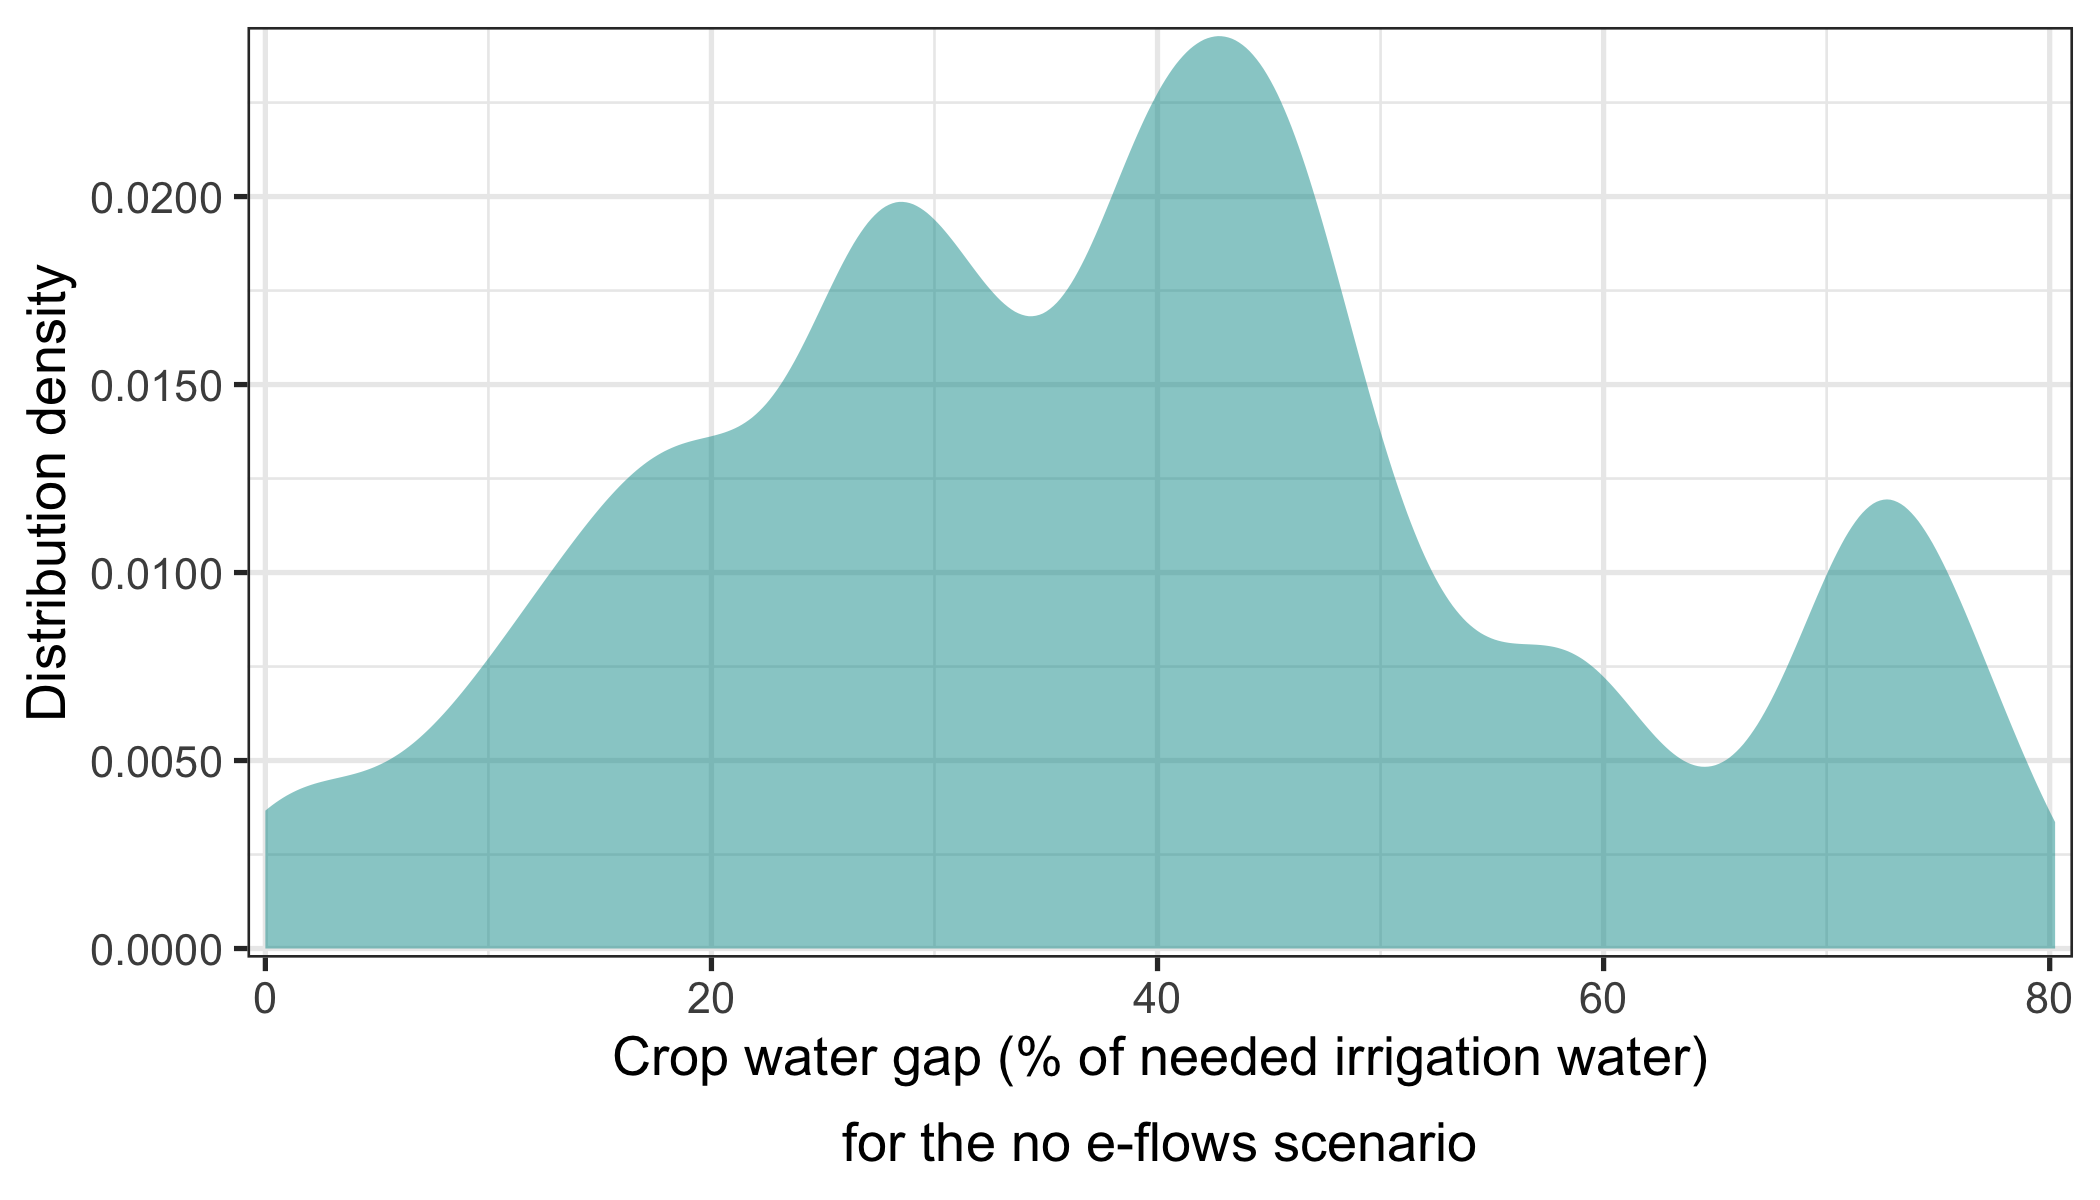 Distribution density
0.0200
0.0150
0.0100
0.0050
0.0000
0 20 40 60 80
Crop water gap (% of needed irrigation water)
for the no e-flows scenario